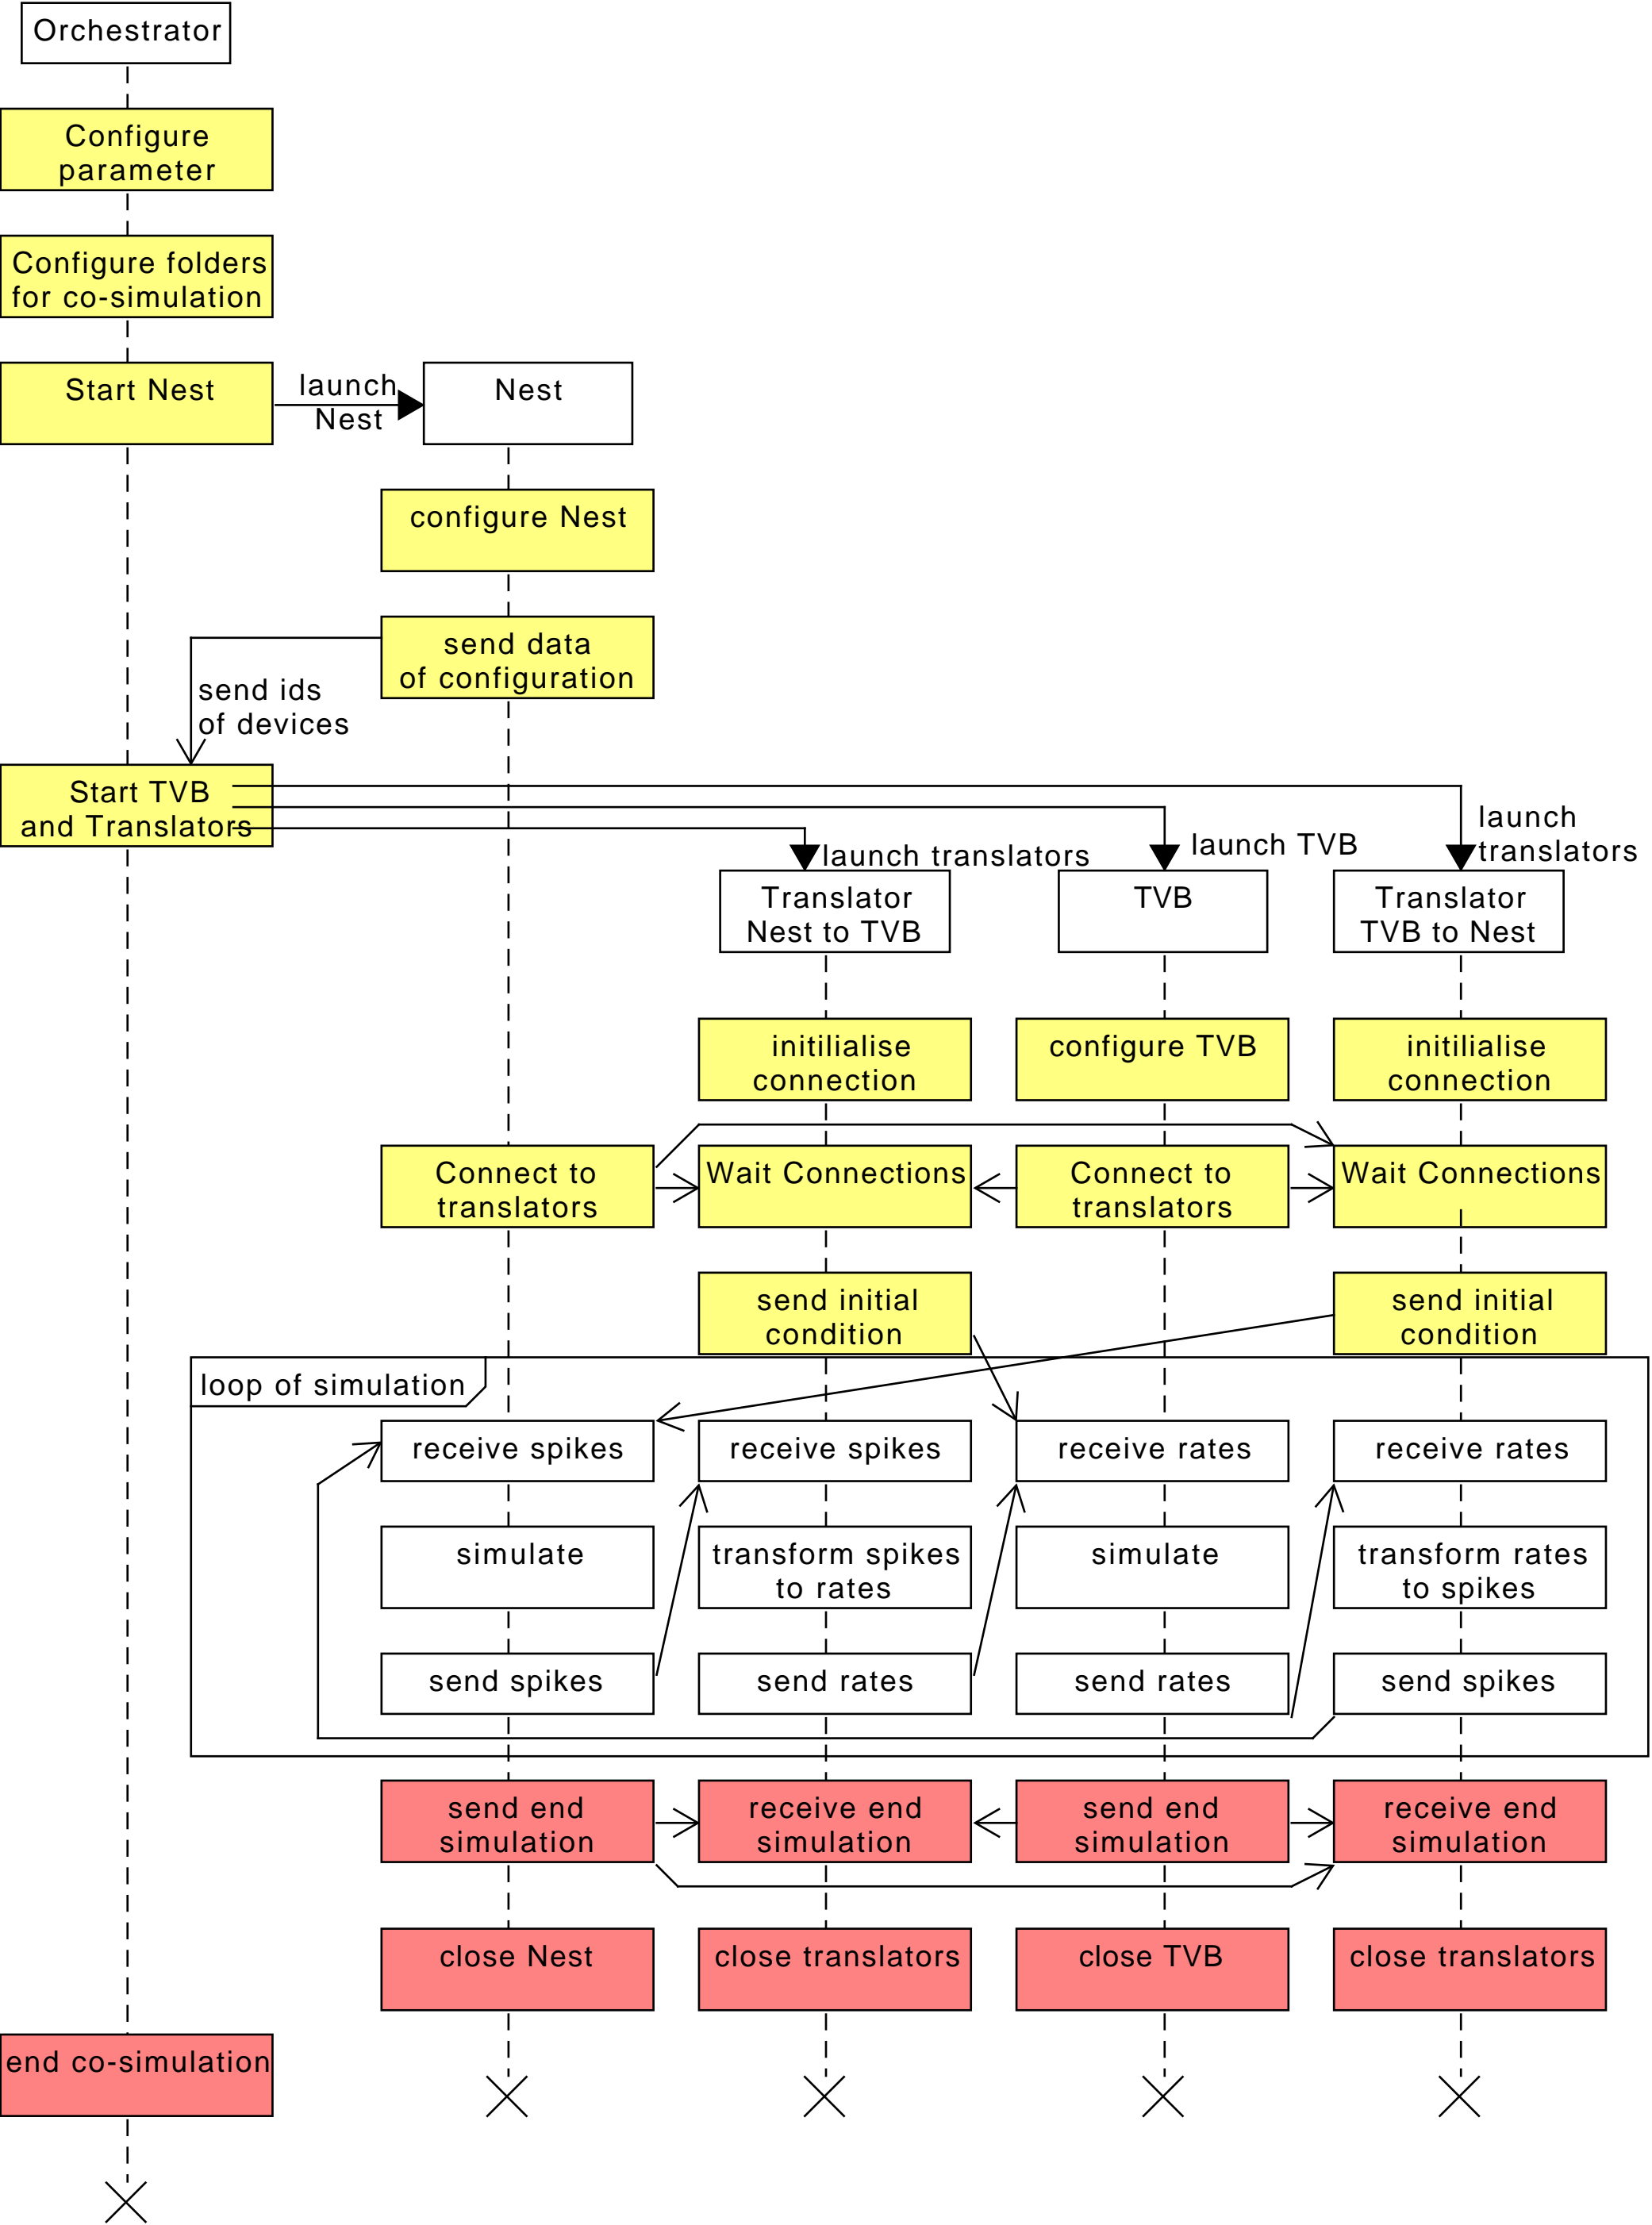 Orchestrator
Configure
parameter
Configure folders
for co-simulation
Start Nest
launch
Nest
Nest
configure Nest
send data
of configuration
send ids
of devices
Start TVB
and Translators
launch translators
launch TVB
launch
translators
Translator
Nest to TVB
TVB
Translator
TVB to Nest
initilialise
connection
configure TVB
initilialise
connection
Connect to
translators
Wait Connections
Connect to
translators
Wait Connections
send initial
condition
send initial
condition
loop of simulation
receive spikes
receive spikes
receive rates
receive rates
simulate
transform spikes
to rates
simulate
transform rates
to spikes
send spikes
send rates
send rates
send spikes
send end
simulation
receive end
simulation
send end
simulation
receive end
simulation
close Nest
close translators
close TVB
close translators
end co-simulation